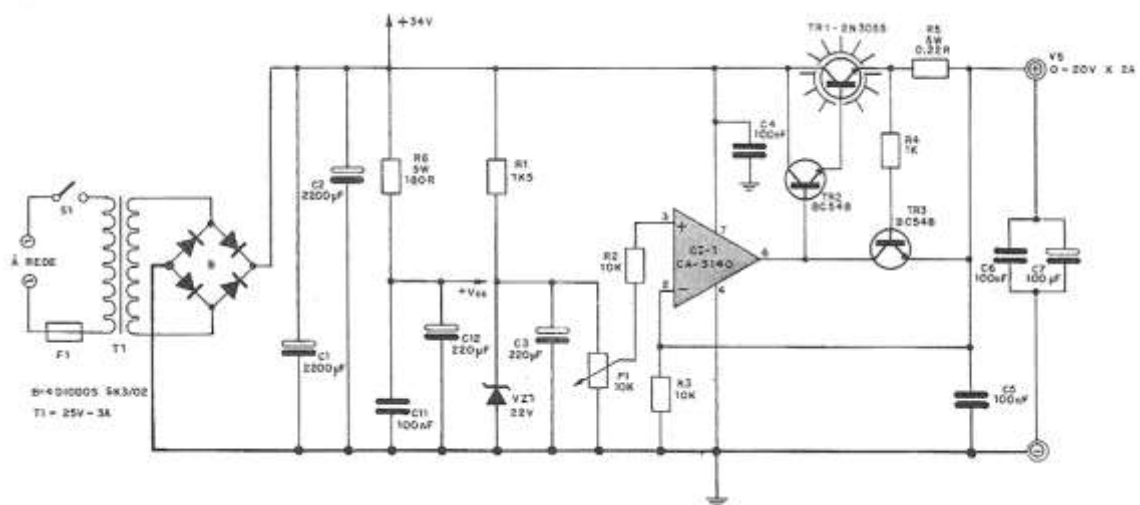 +34V
TR1-2N3055
R5
5W
0.22R
VS
0-20V X 2A
C4
100nF
R4
1K
C2
2200µF
R6
5W
180R
R1
1K5
S1
TR2
BC548
TR3
BC548
3
7
+
CI-1
CA-3140
6
2
-
4
R2
10K
À REDE
B
C6
100nF
C7
100µF
+Vcc
F1
T1
C1
2200µF
C12
220µF
C3
220µF
P1
10K
R3
10K
C5
100nF
T1 = 25V-3A
C11
100nF
VZ1
22V
+
-